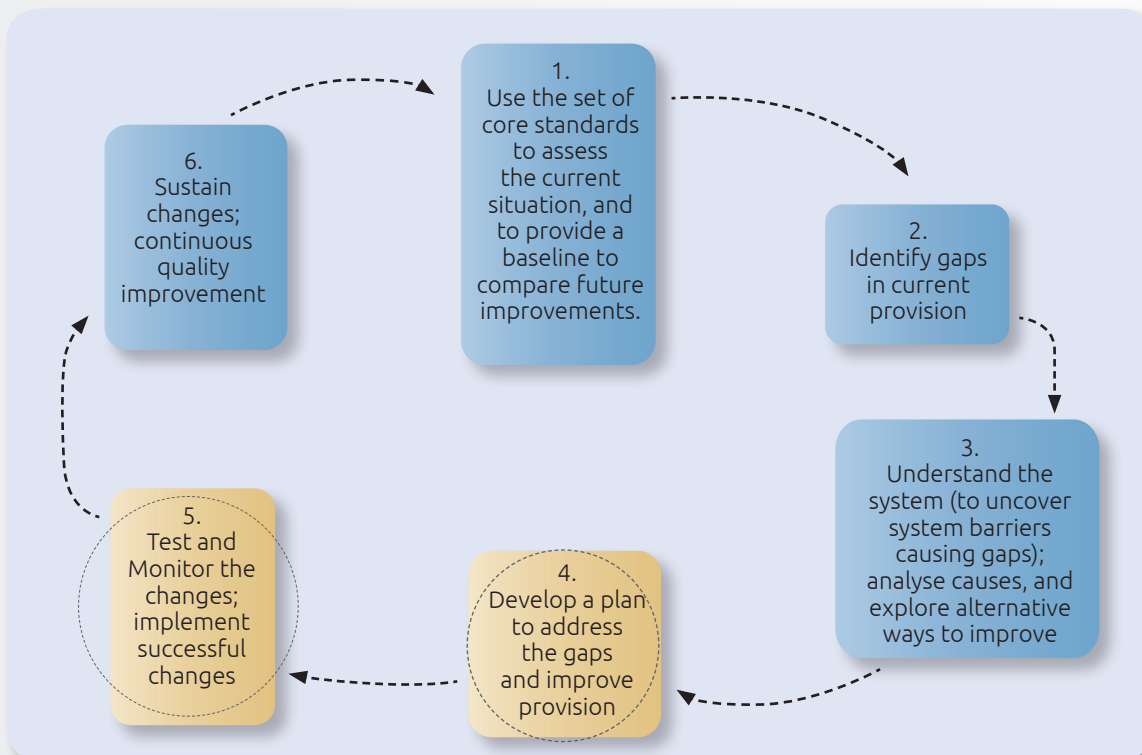 1.
Use the set of
core standards
to assess
the current
situation, and
to provide a
baseline to
compare future
improvements.
2.
Identify gaps
in current
provision
3.
Understand the
system (to uncover
system barriers
causing gaps);
analyse causes, and
explore alternative
ways to improve
4.
Develop a plan
to address
the gaps
and improve
provision
5.
Test and
Monitor the
changes;
implement
successful
changes
6.
Sustain
changes;
continuous
quality
improvement